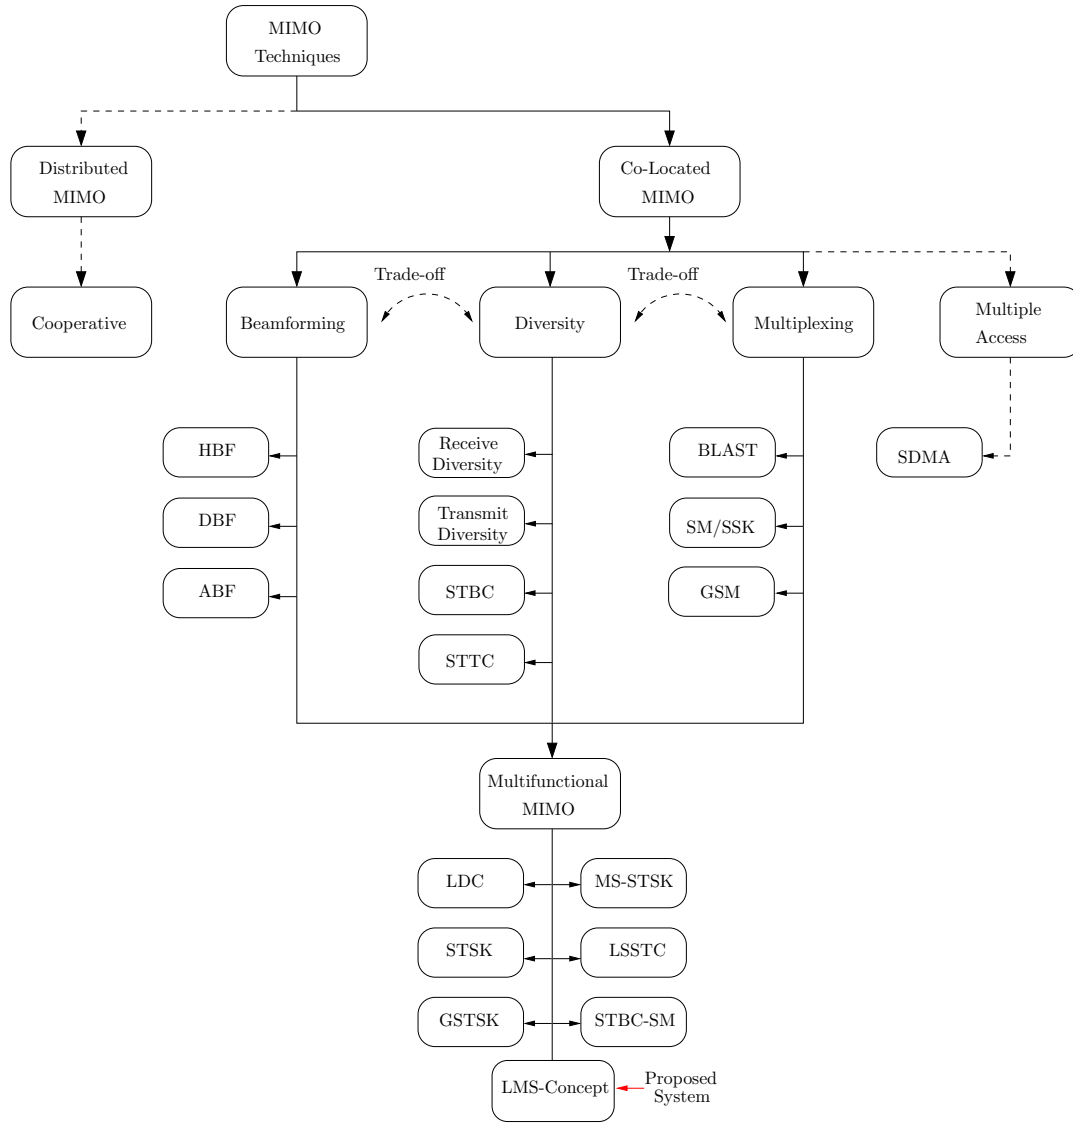 MIMO
Techniques
Distributed
MIMO
Co-Located
MIMO
Trade-off
Trade-off
Cooperative
Beamforming
Diversity
Multiplexing
Multiple
Access
HBF
Receive
Diversity
BLAST
SDMA
DBF
Transmit
Diversity
SM/SSK
ABF
STBC
GSM
STTC
Multifunctional
MIMO
LDC
MS-STSK
STSK
LSSTC
GSTSK
STBC-SM
LMS-Concept
Proposed
System